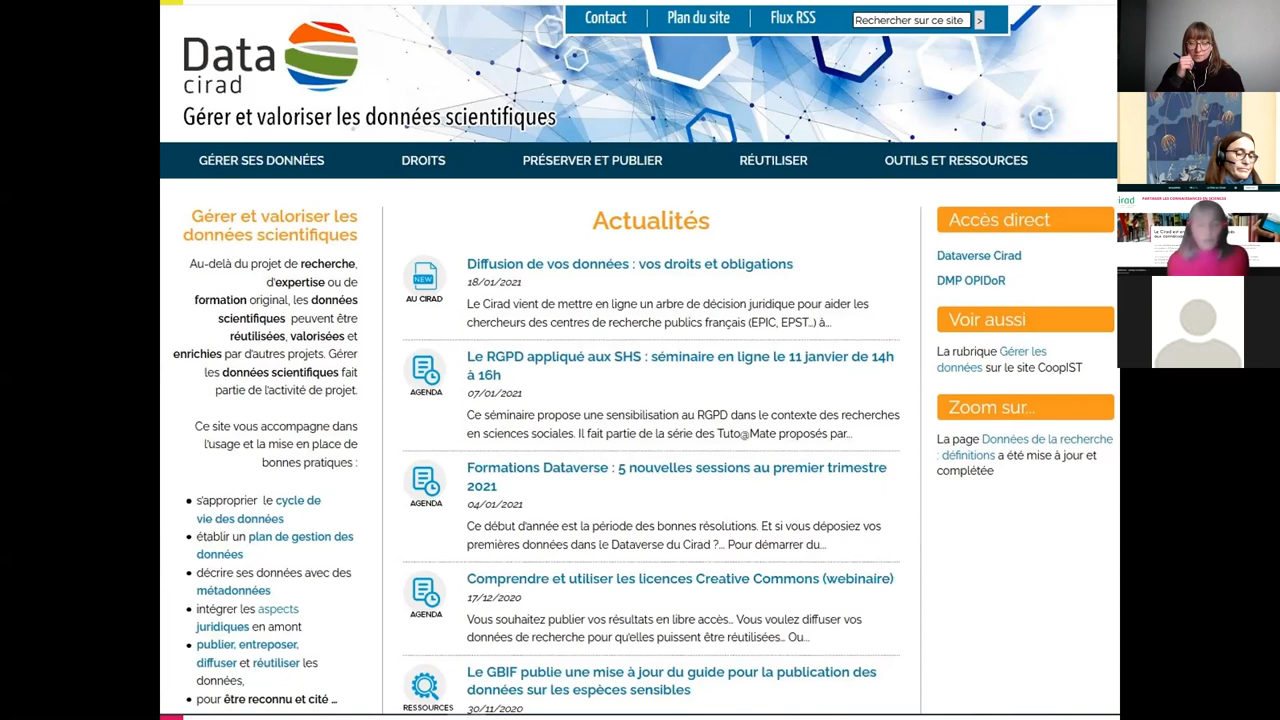 Contact
Plan du site
Flux RSS
Rechercher sur ce site
>
Data
cirad
Gérer et valoriser les données scientifiques
GÉRER SES DONNÉES
DROITS
PRÉSERVER ET PUBLIER
RÉUTILISER
OUTILS ET RESSOURCES
Gérer et valoriser les
données scientifiques
Au-delà du projet de recherche,
d'expertise ou de
formation original, les données
scientifiques peuvent être
réutilisées, valorisées et
enrichies par d'autres projets. Gérer
les données scientifiques fait
partie de l'activité de projet.
Ce site vous accompagne dans
l'usage et la mise en place de
bonnes pratiques :
• s'approprier le cycle de
vie des données
• établir un plan de gestion des
données
• décrire ses données avec des
métadonnées
• intégrer les aspects
juridiques en amont
• publier, entreposer,
diffuser et réutiliser les
données,
• pour être reconnu et cité ...
Actualités
NEW
AU CIRAD
Diffusion de vos données : vos droits et obligations
18/01/2021
Le Cirad vient de mettre en ligne un arbre de décision juridique pour aider les
chercheurs des centres de recherche publics français (EPIC, EPST...) à...
AGENDA
Le RGPD appliqué aux SHS : séminaire en ligne le 11 janvier de 14h
à 16h
07/01/2021
Ce séminaire propose une sensibilisation au RGPD dans le contexte des recherches
en sciences sociales. Il fait partie de la série des Tuto@Mate proposés par...
AGENDA
Formations Dataverse : 5 nouvelles sessions au premier trimestre
2021
04/01/2021
Ce début d'année est la période des bonnes résolutions. Et si vous déposiez vos
premières données dans le Dataverse du Cirad ?... Pour démarrer du...
AGENDA
Comprendre et utiliser les licences Creative Commons (webinaire)
17/12/2020
Vous souhaitez publier vos résultats en libre accès... Vous voulez diffuser vos
données de recherche pour qu'elles puissent être réutilisées... Ou...
RESSOURCES
Le GBIF publie une mise à jour du guide pour la publication des
données sur les espèces sensibles
30/11/2020
Accès direct
Dataverse Cirad
DMP OPIDoR
Voir aussi
La rubrique Gérer les
données sur le site CoopIST
Zoom sur...
La page Données de la recherche
: définitions a été mise à jour et
complétée
cirad
PARTAGER LES CONNAISSANCES EN SCIENCES